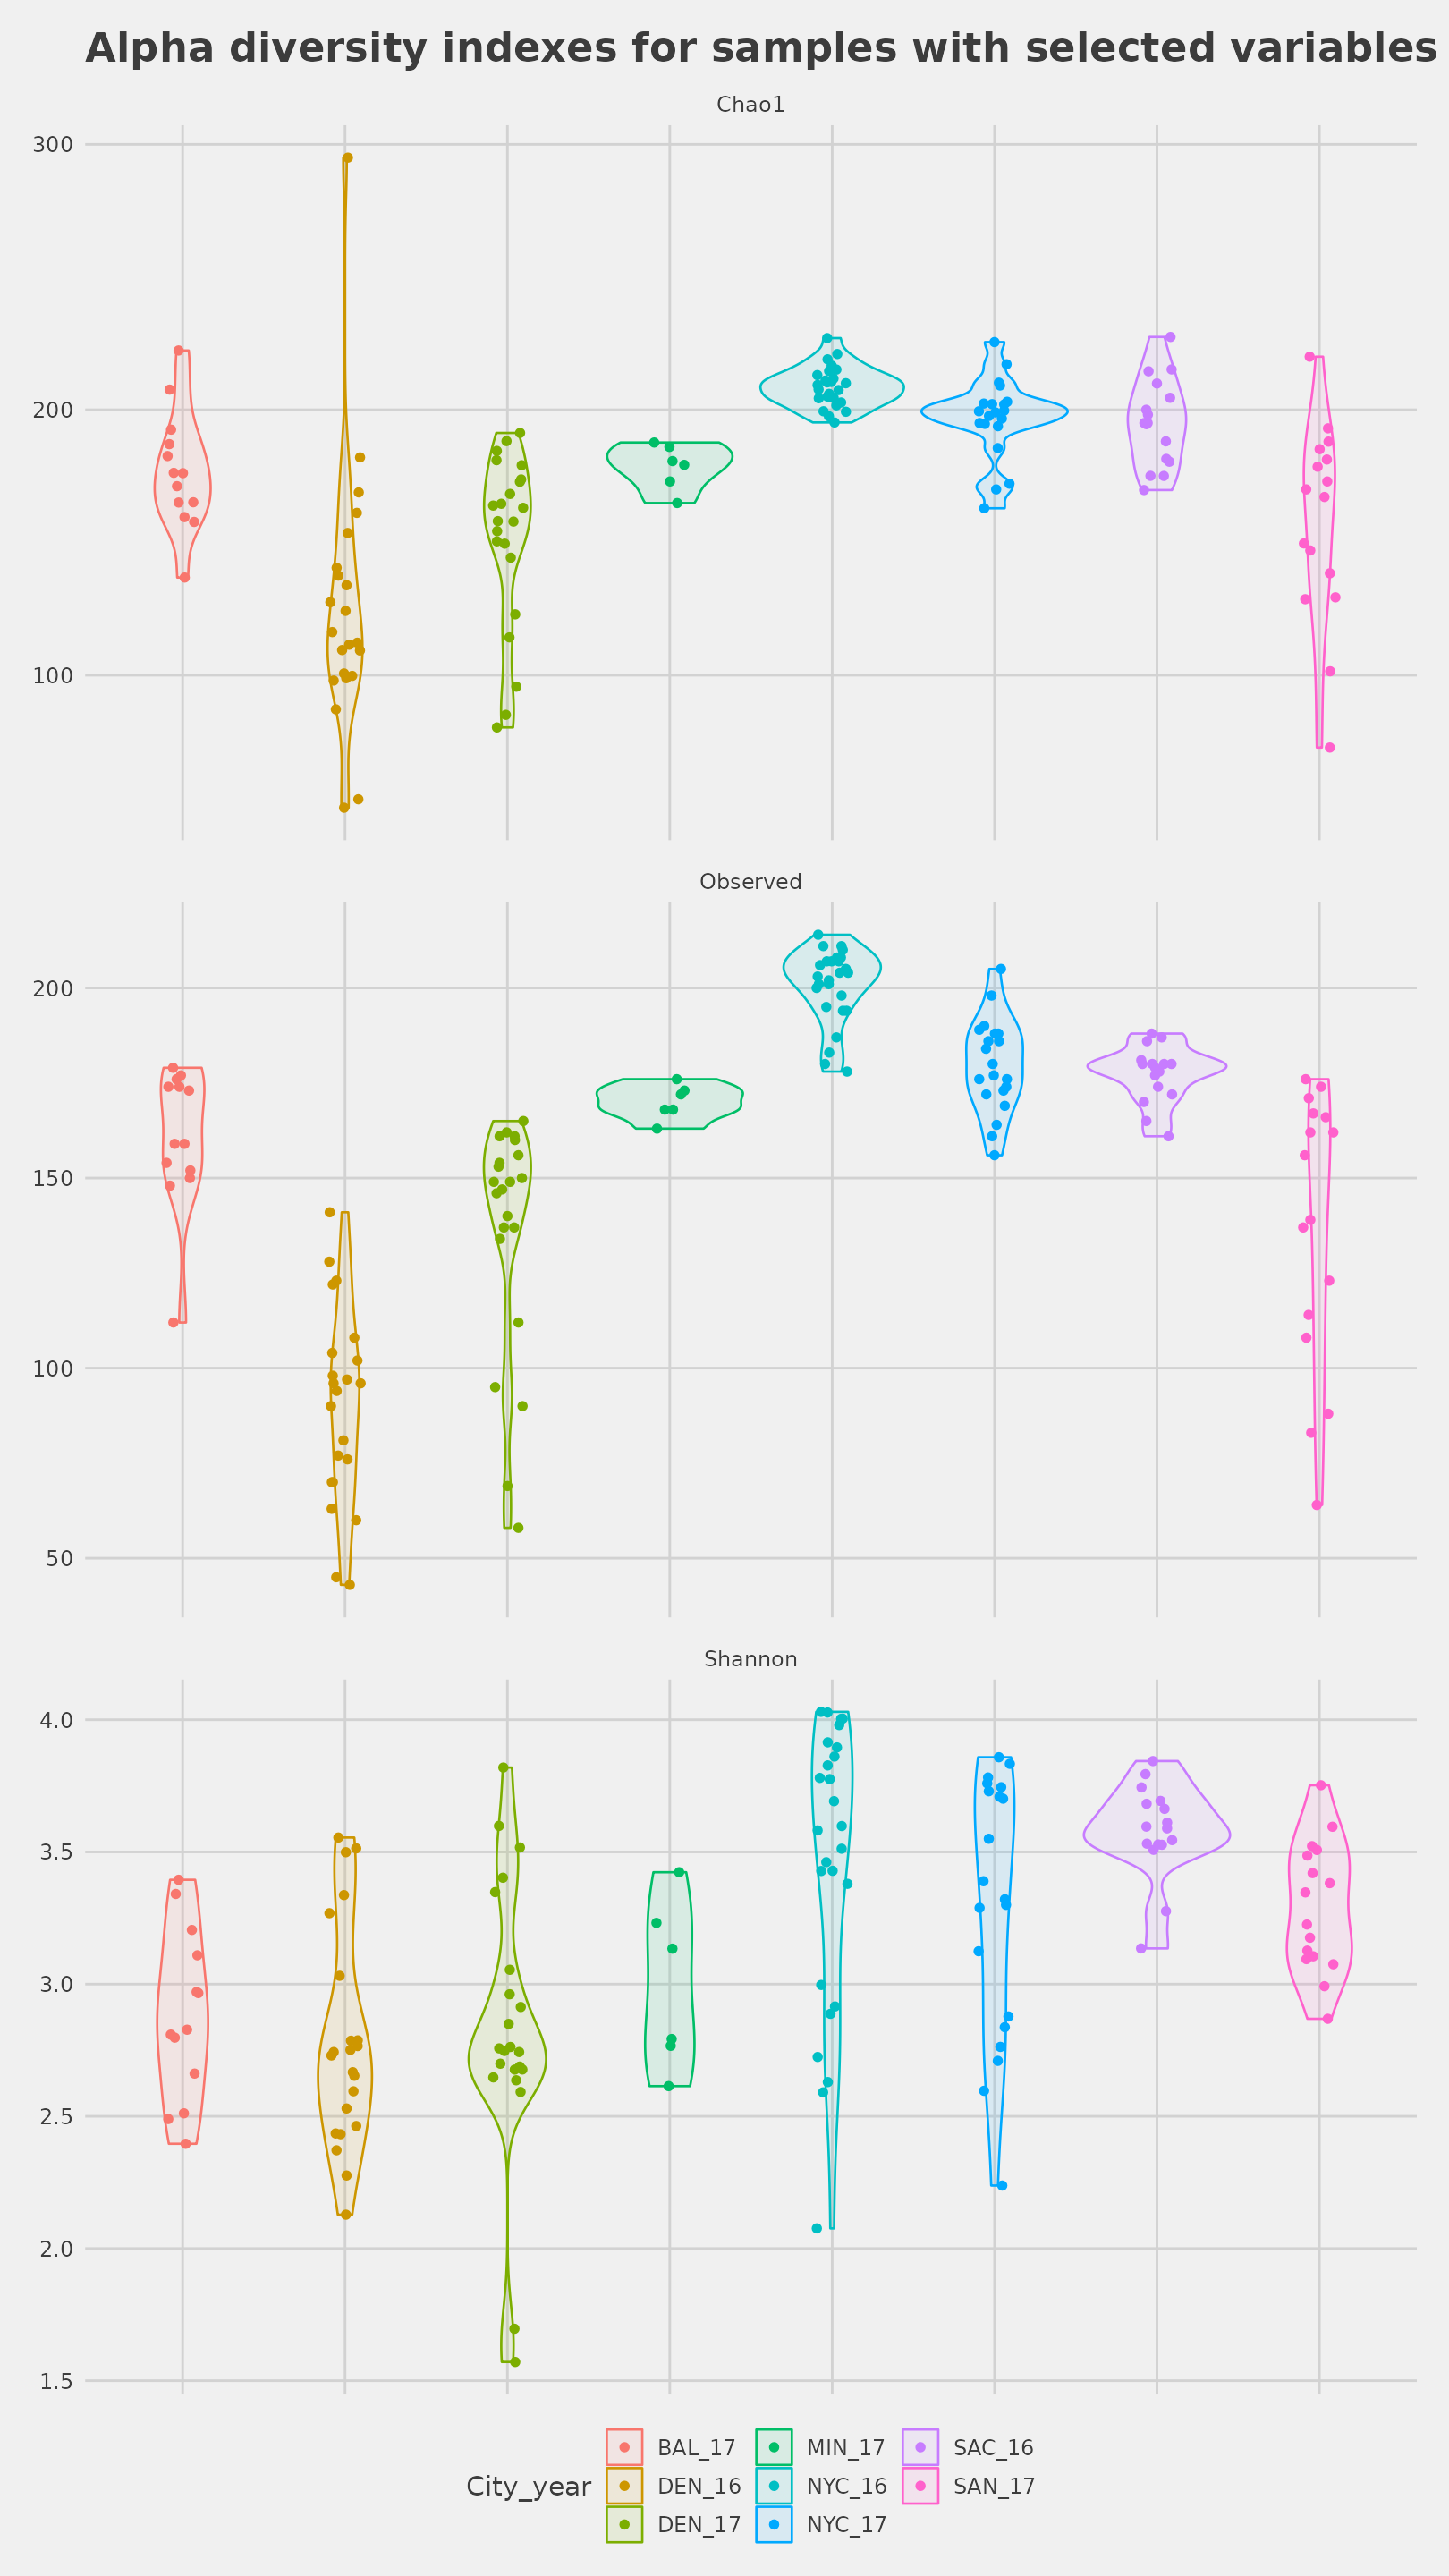 Alpha diversity indexes for samples with selected variables
Chao1
300
200
100
Observed
200
150
100
50
Shannon
4.0
3.5
3.0
2.5
2.0
1.5
City_year
BAL_17
DEN_16
DEN_17
MIN_17
NYC_16
NYC_17
SAC_16
SAN_17